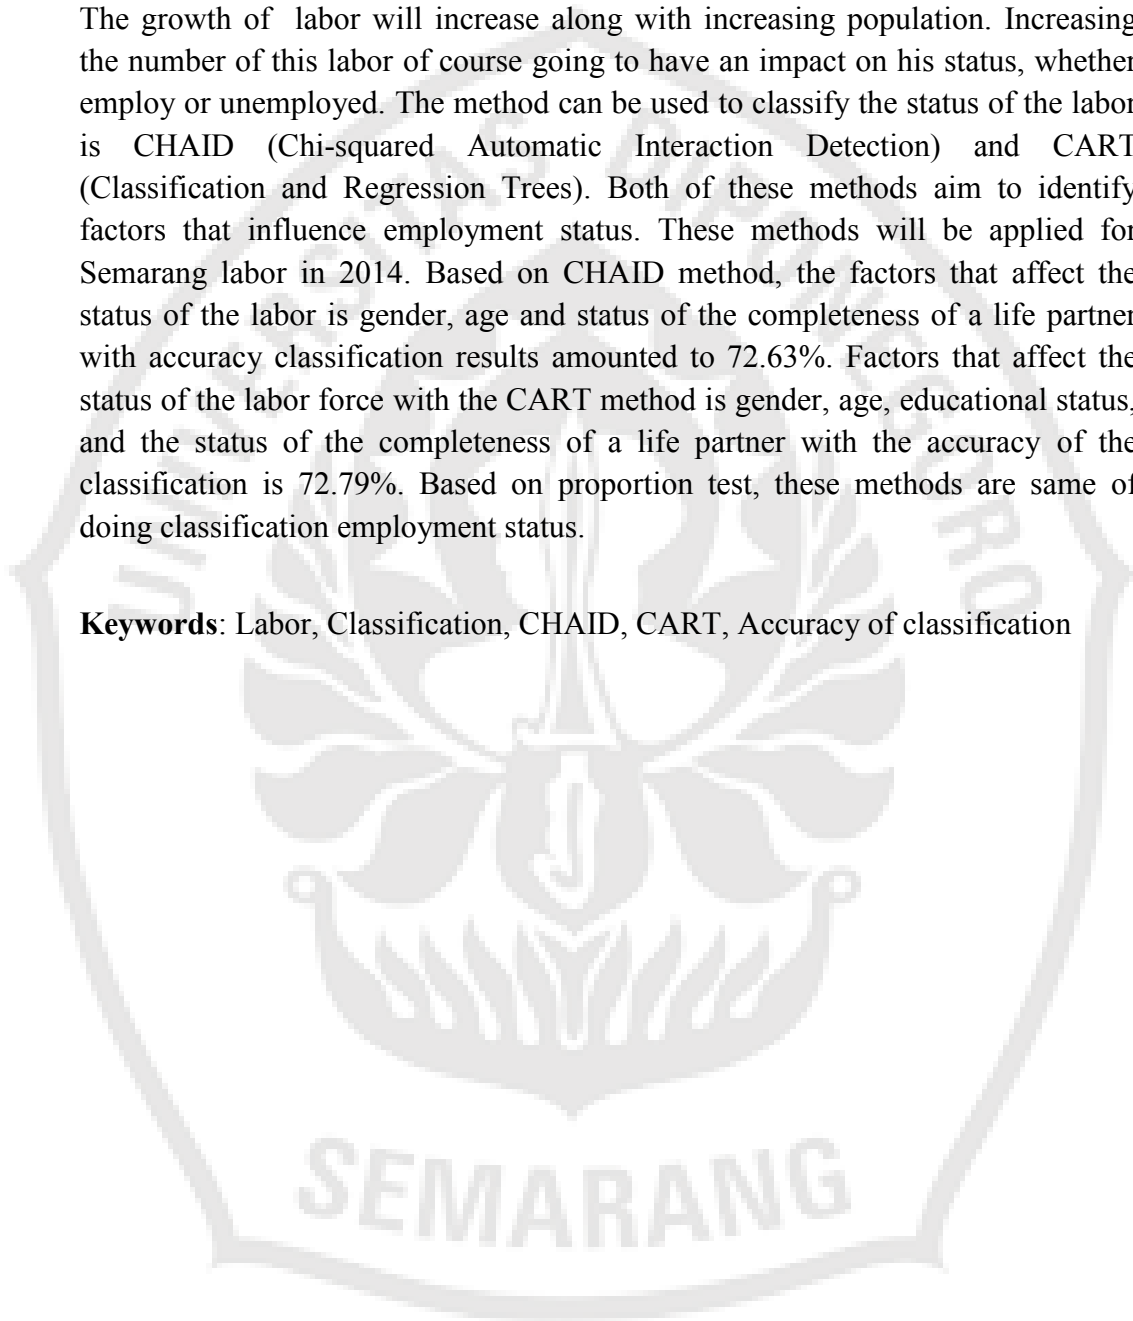 The growth of labor will increase along with increasing population. Increasing
the number of this labor of course going to have an impact on his status, whether
employ or unemployed. The method can be used to classify the status of the labor
is CHAID (Chi-squared Automatic Interaction Detection) and CART
(Classification and Regression Trees). Both of these methods aim to identify
factors that influence employment status. These methods will be applied for
Semarang labor in 2014. Based on CHAID method, the factors that affect the
status of the labor is gender, age and status of the completeness of a life partner
with accuracy classification results amounted to 72.63%. Factors that affect the
status of the labor force with the CART method is gender, age, educational status,
and the status of the completeness of a life partner with the accuracy of the
classification is 72.79%. Based on proportion test, these methods are same of
doing classification employment status.
Keywords: Labor, Classification, CHAID, CART, Accuracy of classification
UNIVERSITAS DIPONEGORO
SEMARANG